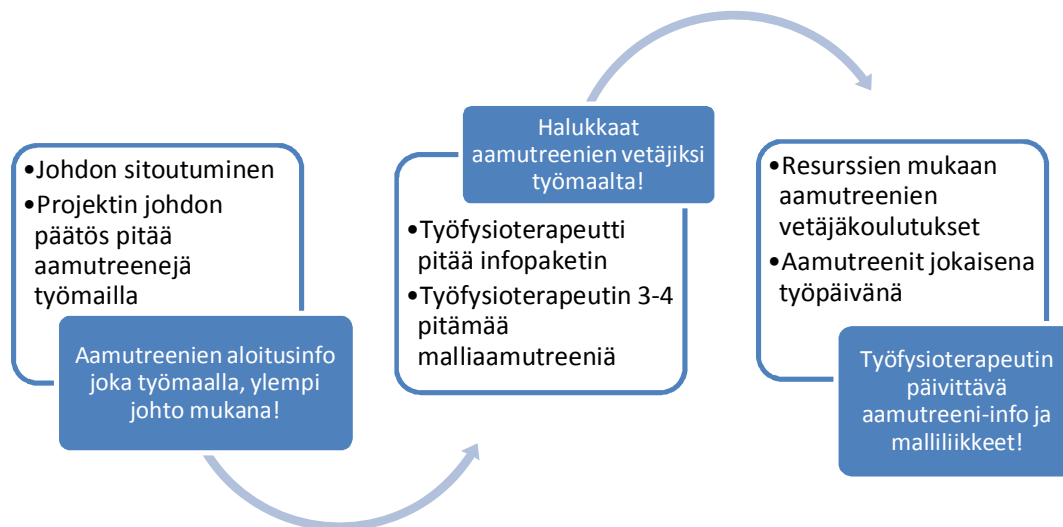 •Johdon sitoutuminen
•Projektin johdon
päätös pitää
aamutreenejä
työmailla
Aamutreenien aloitusinfo
joka työmaalla, ylempi
johto mukana!
Halukkaat
aamutreenien vetäjiksi
työmaalta!
•Työfysioterapeutti
pitää infopaketin
•Työfysioterapeutin 3-4
pitämää
malliaamutreeniä
•Resurssien mukaan
aamutreenien
vetäjäkoulutukset
•Aamutreenit jokaisena
työpäivänä
Työfysioterapeutin
päivittävä
aamutreeni-info ja
malliliikkeet!